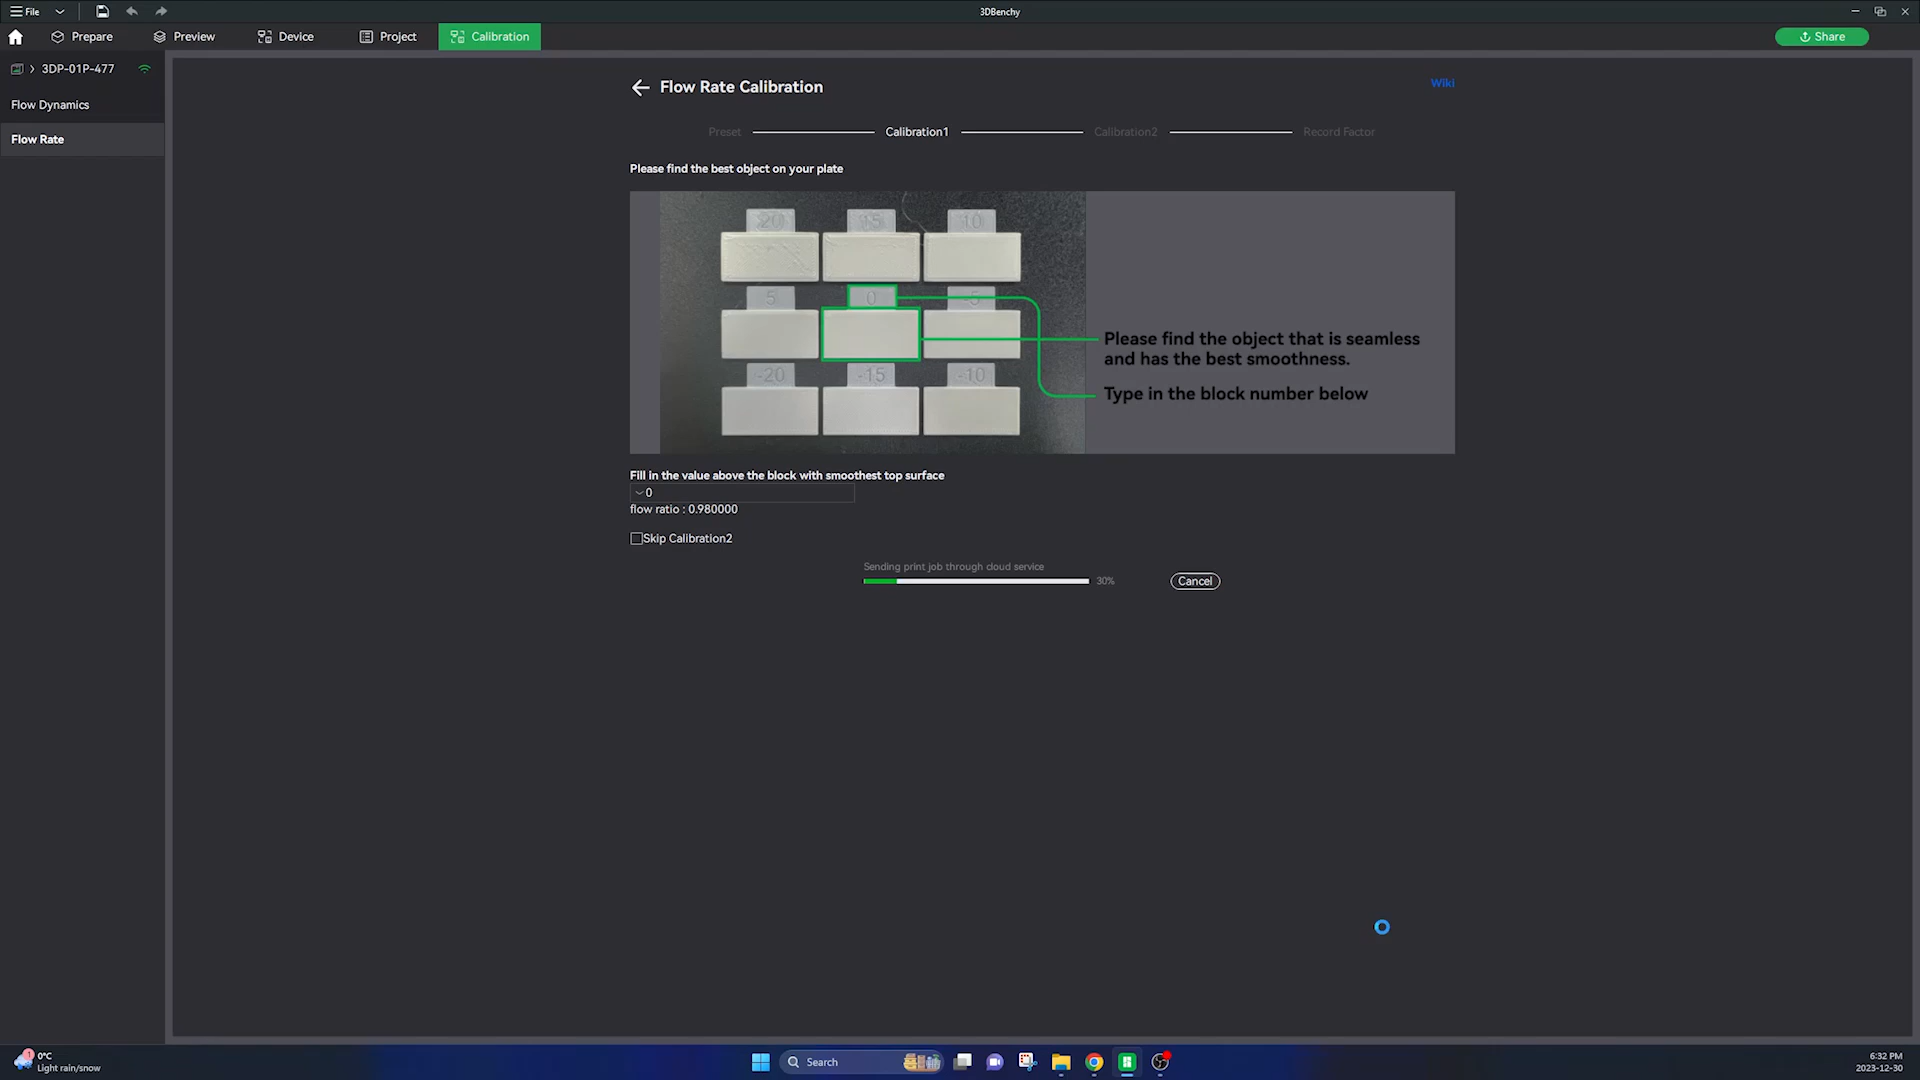 File
3DBenchy
Prepare
Preview
Device
Project
Calibration
Share
3DP-01P-477
Flow Dynamics
Flow Rate
Flow Rate Calibration
Wiki
Preset
Calibration1
Calibration2
Record Factor
Please find the best object on your plate
20 15 10
5 0 -5
-20 -15 -10
Please find the object that is seamless
and has the best smoothness.
Type in the block number below
Fill in the value above the block with smoothest top surface
0
flow ratio : 0.980000
Skip Calibration2
Sending print job through cloud service
30%
Cancel
1
0°C
Light rain/snow
Search
6:32 PM
2023-12-30